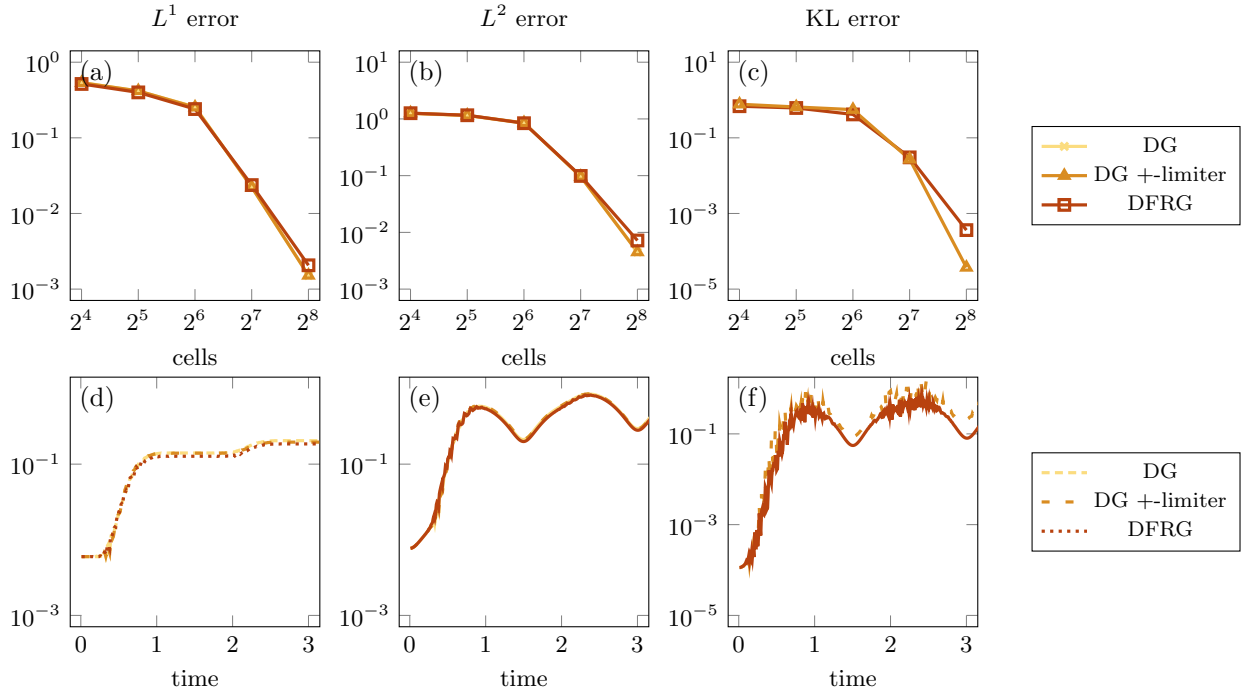 L¹ error
L² error
KL error
(a)
10⁰
10⁻¹
10⁻²
10⁻³
2⁴ 2⁵ 2⁶ 2⁷ 2⁸
cells
(b)
10¹
10⁰
10⁻¹
10⁻²
10⁻³
2⁴ 2⁵ 2⁶ 2⁷ 2⁸
cells
(c)
10¹
10⁻¹
10⁻³
10⁻⁵
2⁴ 2⁵ 2⁶ 2⁷ 2⁸
cells
DG
DG +-limiter
DFRG
(d)
10⁻¹
10⁻³
0 1 2 3
time
(e)
10⁻¹
10⁻³
0 1 2 3
time
(f)
10⁻¹
10⁻³
10⁻⁵
0 1 2 3
time
DG
DG +-limiter
DFRG